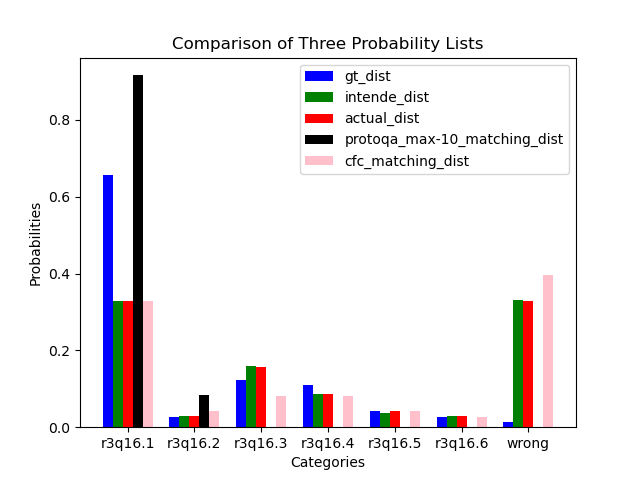 Comparison of Three Probability Lists
gt_dist
intende_dist
actual_dist
protoqa_max-10_matching_dist
cfc_matching_dist
Probabilities
0.8
0.6
0.4
0.2
0.0
r3q16.1 r3q16.2 r3q16.3 r3q16.4 r3q16.5 r3q16.6 wrong
Categories